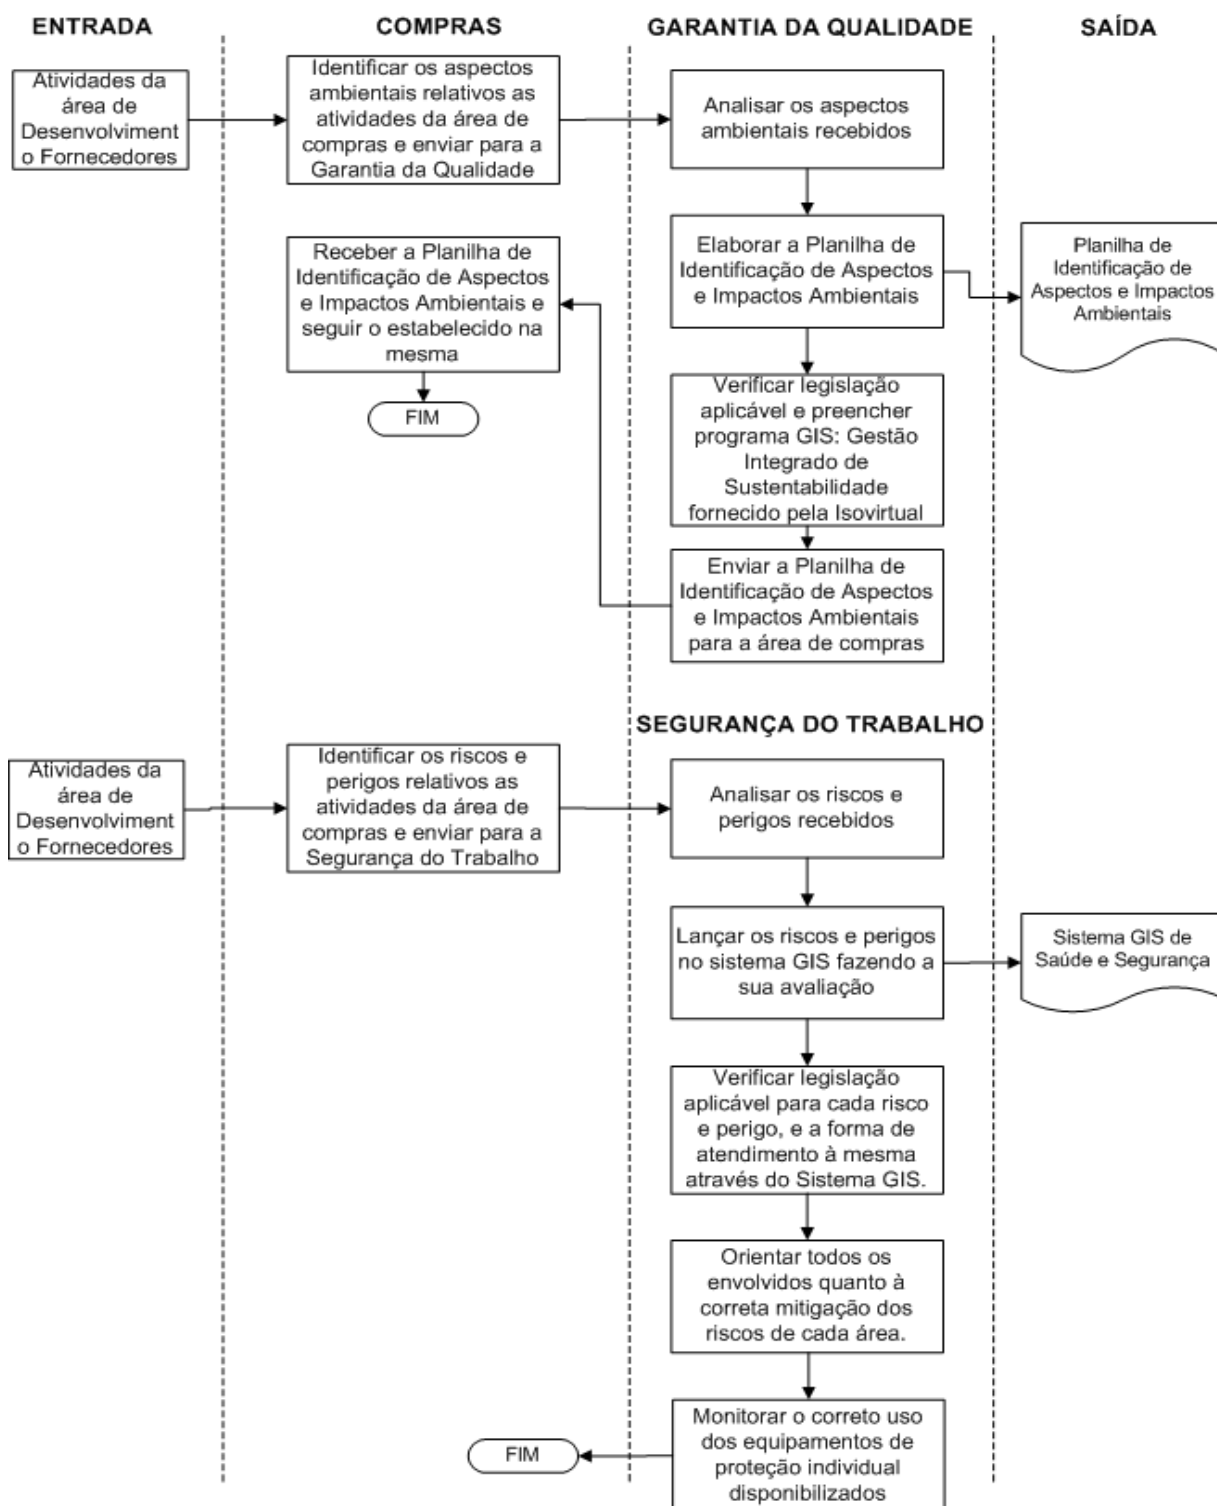 ENTRADA
COMPRAS
GARANTIA DA QUALIDADE
SAÍDA
Atividades da
área de
Desenvolviment
o Fornecedores
Identificar os aspectos
ambientais relativos as
atividades da área de
compras e enviar para a
Garantia da Qualidade
Analisar os aspectos
ambientais recebidos
Receber a Planilha de
Identificação de Aspectos
e Impactos Ambientais e
seguir o estabelecido na
mesma
Elaborar a Planilha de
Identificação de Aspectos
e Impactos Ambientais
Planilha de
Identificação de
Aspectos e Impactos
Ambientais
FIM
Verificar legislação
aplicável e preencher
programa GIS: Gestão
Integrado de
Sustentabilidade
fornecido pela Isovirtual
Enviar a Planilha de
Identificação de Aspectos
e Impactos Ambientais
para a área de compras
SEGURANÇA DO TRABALHO
Atividades da
área de
Desenvolviment
o Fornecedores
Identificar os riscos e
perigos relativos as
atividades da área de
compras e enviar para a
Segurança do Trabalho
Analisar os riscos e
perigos recebidos
Lançar os riscos e perigos
no sistema GIS fazendo a
sua avaliação
Sistema GIS de
Saúde e Segurança
Verificar legislação
aplicável para cada risco
e perigo, e a forma de
atendimento à mesma
através do Sistema GIS.
Orientar todos os
envolvidos quanto à
correta mitigação dos
riscos de cada área.
Monitorar o correto uso
dos equipamentos de
proteção individual
disponibilizados
FIM